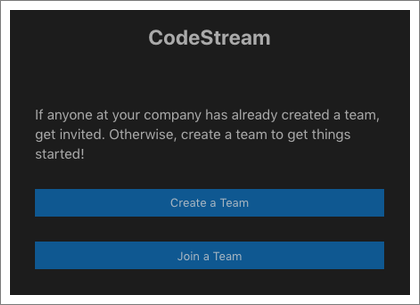 CodeStream
If anyone at your company has already created a team,
get invited. Otherwise, create a team to get things
started!
Create a Team
Join a Team